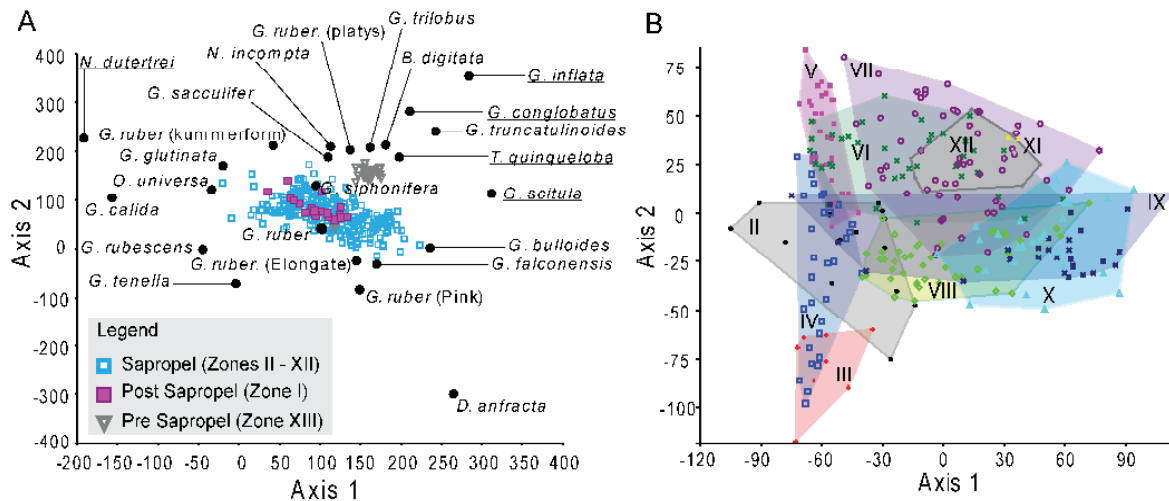 A
B
G. trilobus
G. ruber. (platys)
N. incompta
B. digitata
N. dutertrei
G. inflata
G. sacculifer
G. conglobatus
G. ruber (kummerform)
G. truncatulinoides
G. glutinata
T. quinqueloba
O. universa
G. siphonifera
G. scitula
G. calida
G. ruber
G. rubescens
G. ruber. (Elongate)
G. bulloides
G. falconensis
G. tenella
G. ruber (Pink)
D. anfracta
Legend
Sapropel (Zones II - XII)
Post Sapropel (Zone I)
Pre Sapropel (Zone XIII)
Axis 2
400
300
200
100
0
-100
-200
-300
-400
-200 -150 -100 -50 0 50 100 150 200 250 300 350 400
Axis 1
V
VII
VI
XII
XI
IX
II
VIII
X
IV
III
Axis 2
75
50
25
0
-25
-50
-75
-100
-120 -90 -60 -30 0 30 60 90
Axis 1